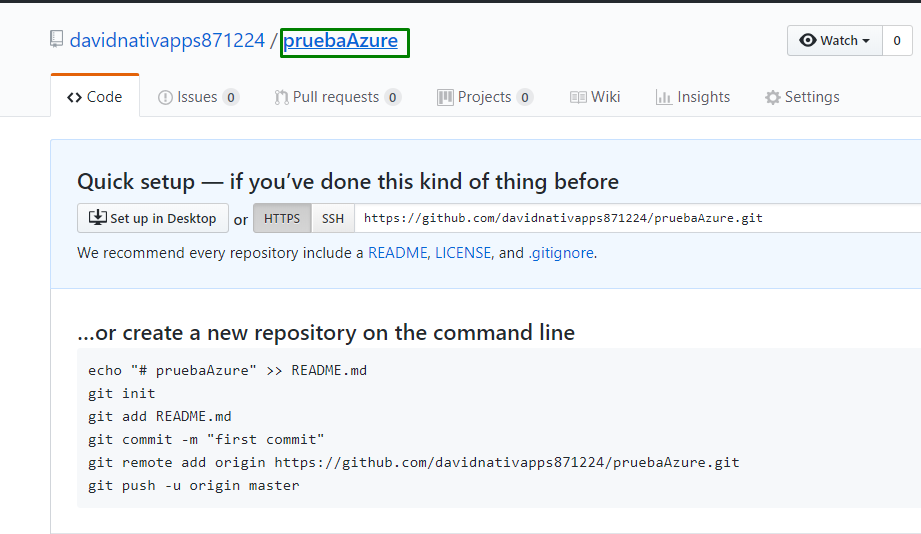 davidnativapps871224 / pruebaAzure
Watch 0
Code Issues 0 Pull requests 0 Projects 0 Wiki Insights Settings
Quick setup — if you’ve done this kind of thing before
Set up in Desktop or HTTPS SSH https://github.com/davidnativapps871224/pruebaAzure.git
We recommend every repository include a README, LICENSE, and .gitignore.
…or create a new repository on the command line
echo "# pruebaAzure" >> README.md
git init
git add README.md
git commit -m "first commit"
git remote add origin https://github.com/davidnativapps871224/pruebaAzure.git
git push -u origin master